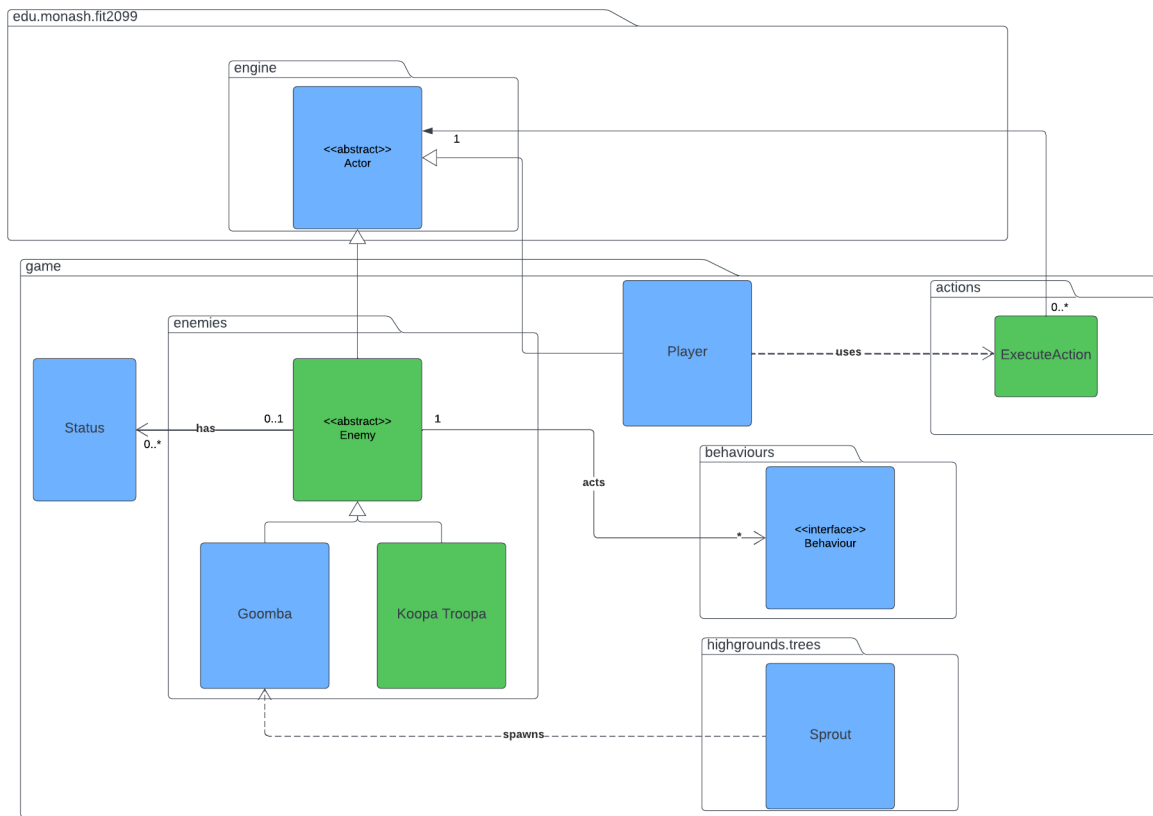 edu.monash.fit2099
engine
<<abstract>>
Actor
1
game
enemies
Player
uses
actions
0..*
ExecuteAction
Status
has
0..*
0..1
<<abstract>>
Enemy
1
acts
*
behaviours
<<interface>>
Behaviour
Goomba
Koopa Troopa
highgrounds.trees
Sprout
spawns